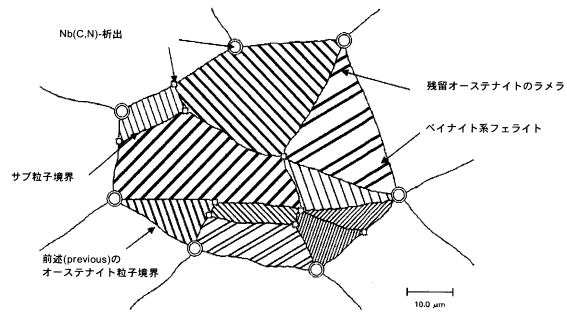 Nb(C,N)-析出
残留オーステナイトのラメラ
ベイナイト系フェライト
サブ粒子境界
前述(previous)の
オーステナイト粒子境界
10.0 μm